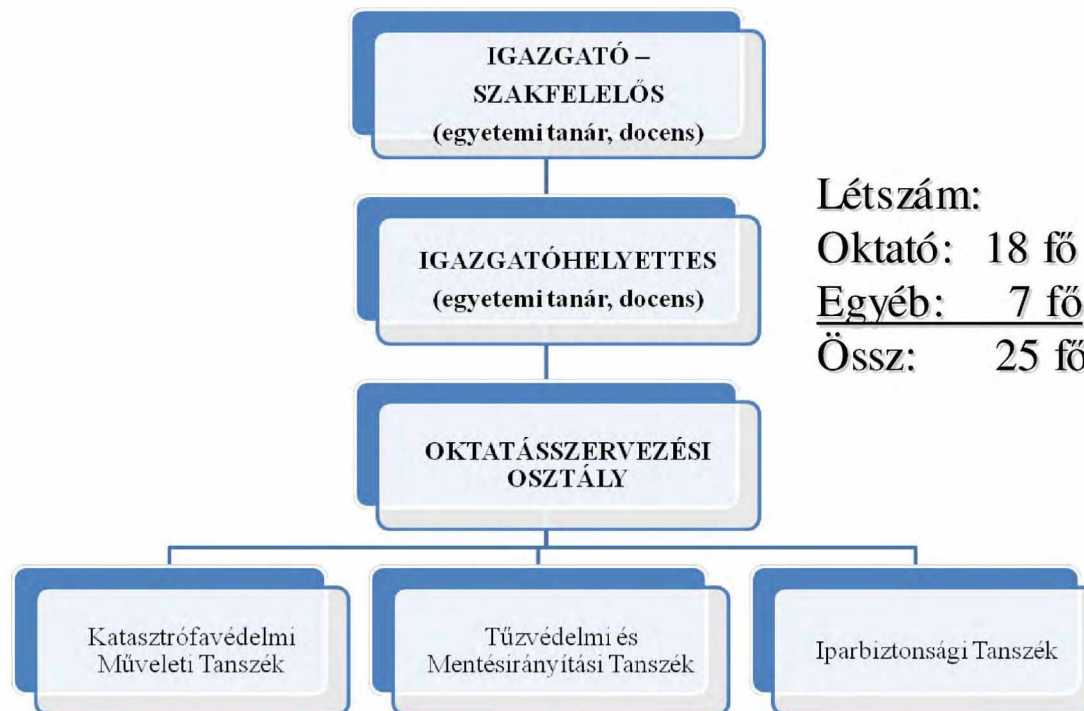 IGAZGATÓ –
SZAKFELELŐS
(egyetemi tanár, docens)
IGAZGATÓHELYETTES
(egyetemi tanár, docens)
Létszám:
Oktató: 18 fő
Egyéb: 7 fő
Össz: 25 fő
OKTATÁSSZERVEZÉSI
OSZTÁLY
Katasztrófavédelmi
Műveleti Tanszék
Tűzvédelmi és
Mentésirányítási Tanszék
Iparbiztonsági Tanszék